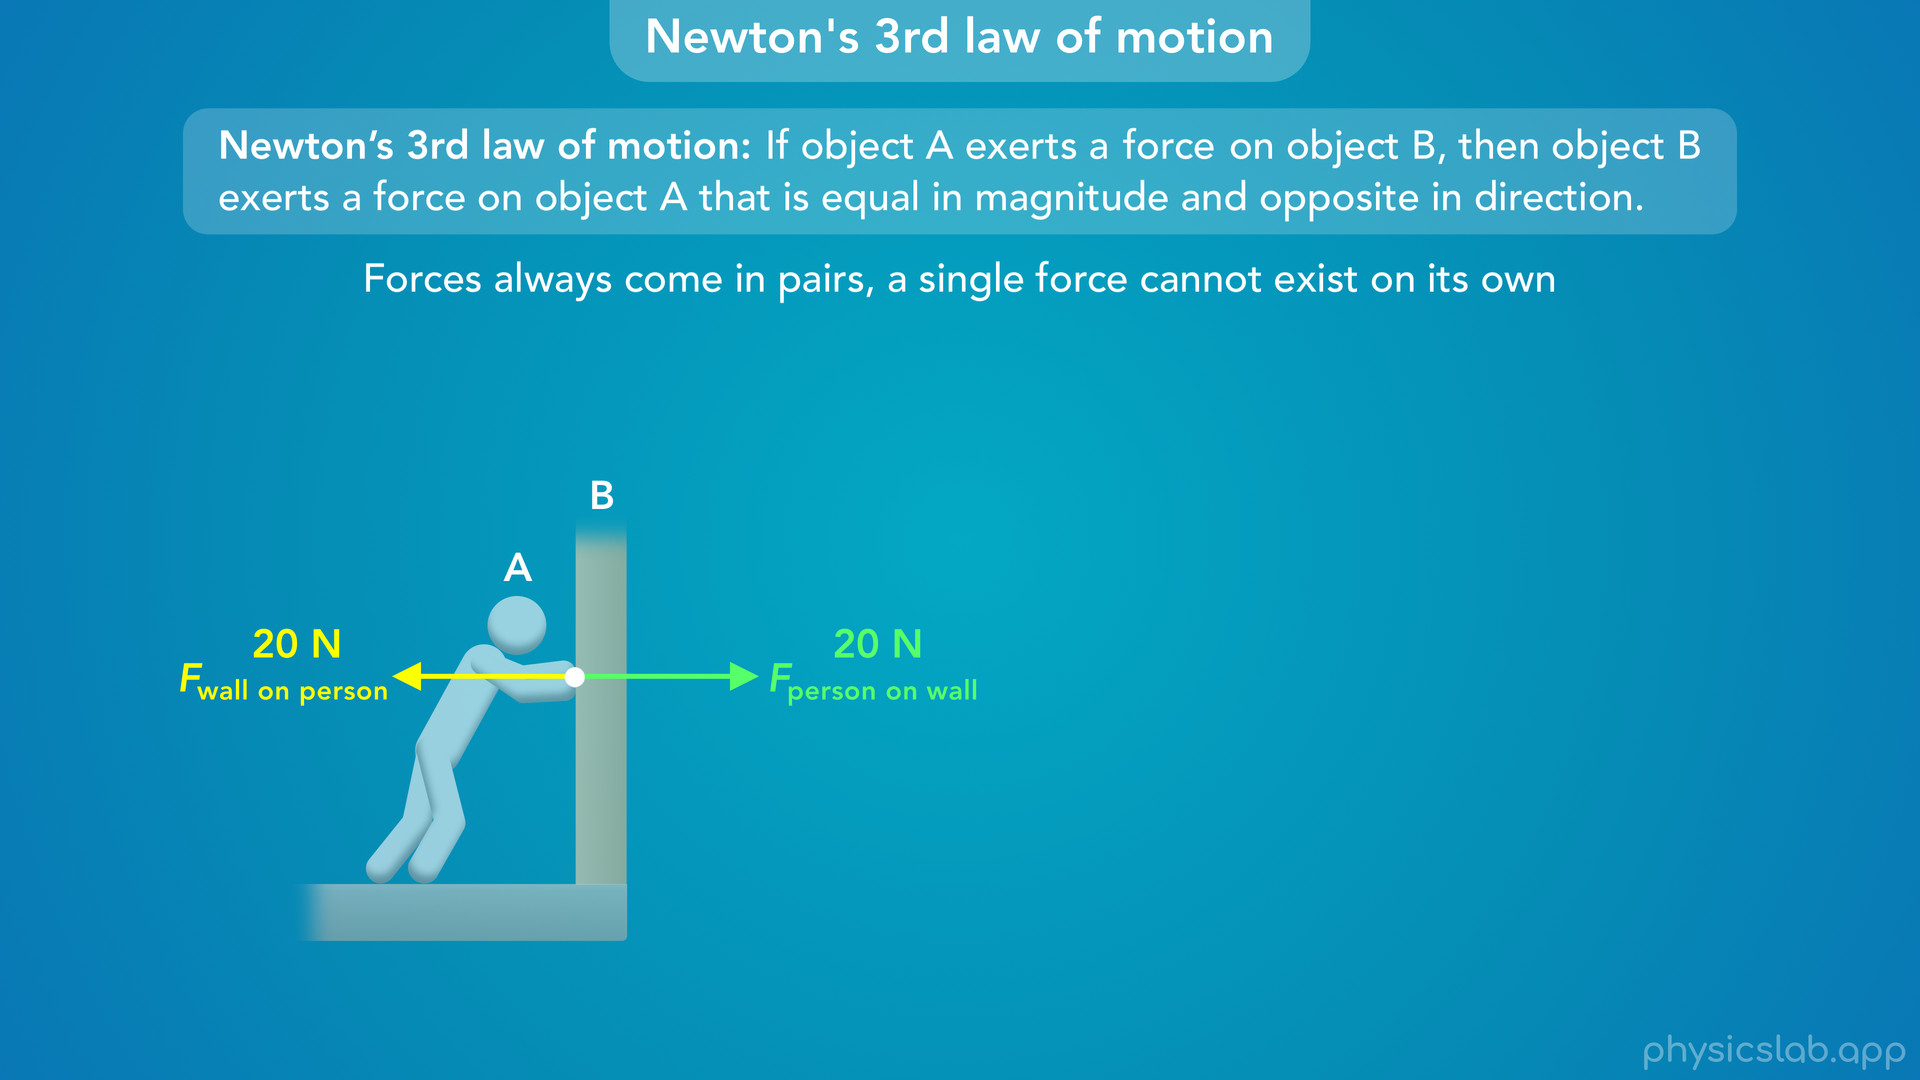 Newton's 3rd law of motion
Newton’s 3rd law of motion: If object A exerts a force on object B, then object B
exerts a force on object A that is equal in magnitude and opposite in direction.
Forces always come in pairs, a single force cannot exist on its own
B
A
20 N
F wall on person
20 N
F person on wall
physicslab.app